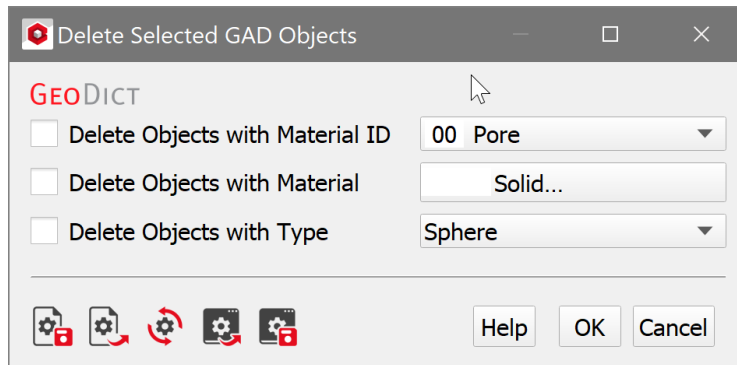 Delete Selected GAD Objects
GEODICT
Delete Objects with Material ID 00 Pore
Delete Objects with Material Solid...
Delete Objects with Type Sphere
Help OK Cancel